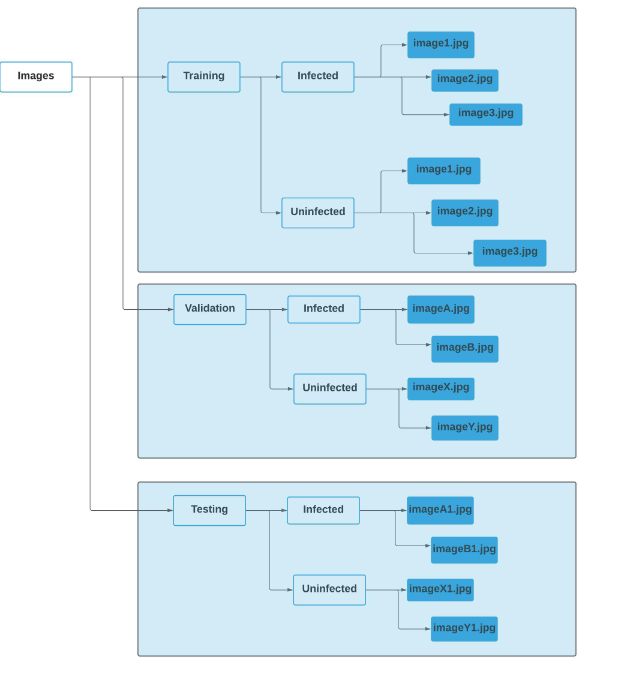 Images
Training
Infected
image1.jpg
image2.jpg
image3.jpg
Uninfected
image1.jpg
image2.jpg
image3.jpg
Validation
Infected
imageA.jpg
imageB.jpg
Uninfected
imageX.jpg
imageY.jpg
Testing
Infected
imageA1.jpg
imageB1.jpg
Uninfected
imageX1.jpg
imageY1.jpg